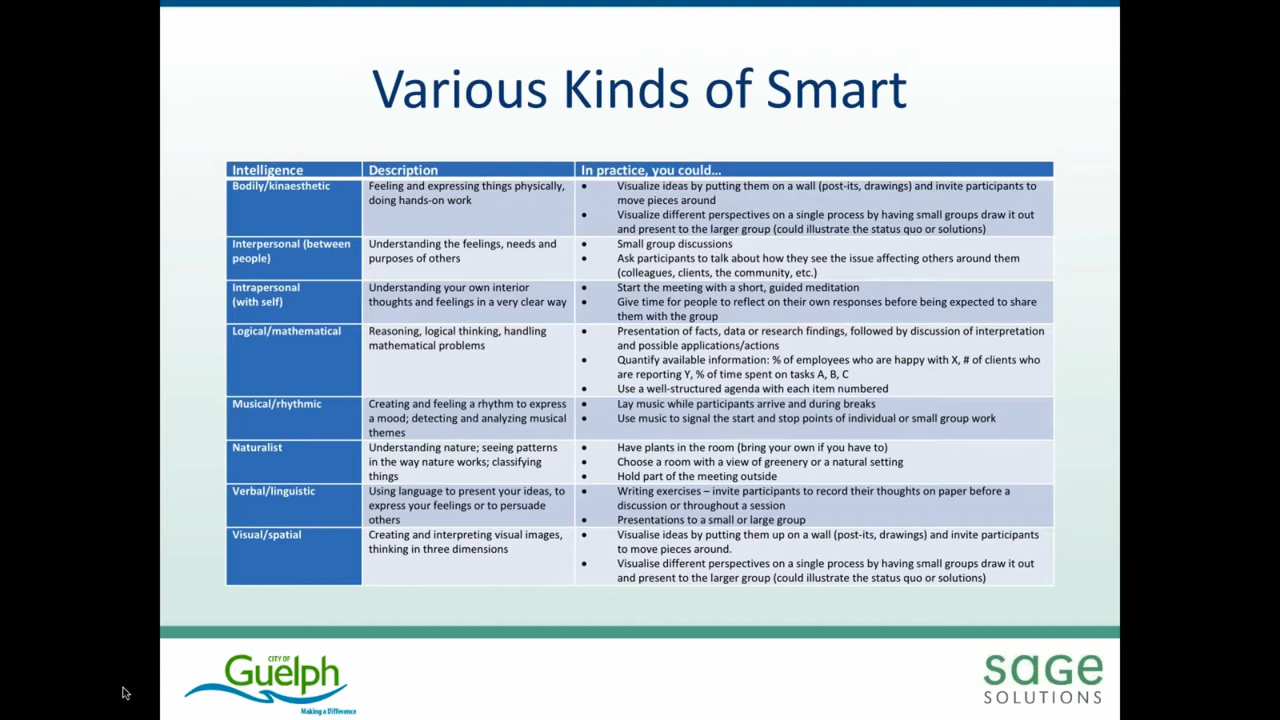 Various Kinds of Smart
Intelligence
Description
In practice, you could...
Bodily/kinaesthetic
Feeling and expressing things physically,
doing hands-on work
• Visualize ideas by putting them on a wall (post-its, drawings) and invite participants to
move pieces around
• Visualize different perspectives on a single process by having small groups draw it out
and present to the larger group (could illustrate the status quo or solutions)
Interpersonal (between
people)
Understanding the feelings, needs and
purposes of others
• Small group discussions
• Ask participants to talk about how they see the issue affecting others around them
(colleagues, clients, the community, etc.)
Intrapersonal
(with self)
Understanding your own interior
thoughts and feelings in a very clear way
• Start the meeting with a short, guided meditation
• Give time for people to reflect on their own responses before being expected to share
them with the group
Logical/mathematical
Reasoning, logical thinking, handling
mathematical problems
• Presentation of facts, data or research findings, followed by discussion of interpretation
and possible applications/actions
• Quantify available information: % of employees who are happy with X, # of clients who
are reporting Y, % of time spent on tasks A, B, C
• Use a well-structured agenda with each item numbered
Musical/rhythmic
Creating and feeling a rhythm to express
a mood; detecting and analyzing musical
themes
• Lay music while participants arrive and during breaks
• Use music to signal the start and stop points of individual or small group work
Naturalist
Understanding nature; seeing patterns
in the way nature works; classifying
things
• Have plants in the room (bring your own if you have to)
• Choose a room with a view of greenery or a natural setting
• Hold part of the meeting outside
Verbal/linguistic
Using language to present your ideas, to
express your feelings or to persuade
others
• Writing exercises – invite participants to record their thoughts on paper before a
discussion or throughout a session
• Presentations to a small or large group
Visual/spatial
Creating and interpreting visual images,
thinking in three dimensions
• Visualise ideas by putting them up on a wall (post-its, drawings) and invite participants
to move pieces around.
• Visualise different perspectives on a single process by having small groups draw it out
and present to the larger group (could illustrate the status quo or solutions)
CITY OF
Guelph
Making a Difference
sage
SOLUTIONS